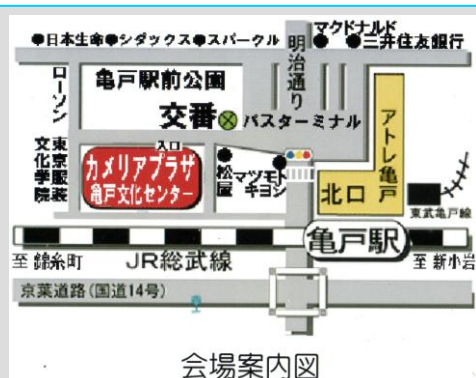 ●日本生命●シダックス●スパークル
マクドナルド
三井住友銀行
明治通り
ローソン
亀戸駅前公園
交番
バスターミナル
アトレ亀戸
東京服装
文化学院
入口
カメリアプラザ
亀戸文化センター
松屋
マツモト
キヨシ
北口
東武亀戸線
亀戸駅
至 錦糸町
JR総武線
至 新小岩
京葉道路(国道14号)
会場案内図